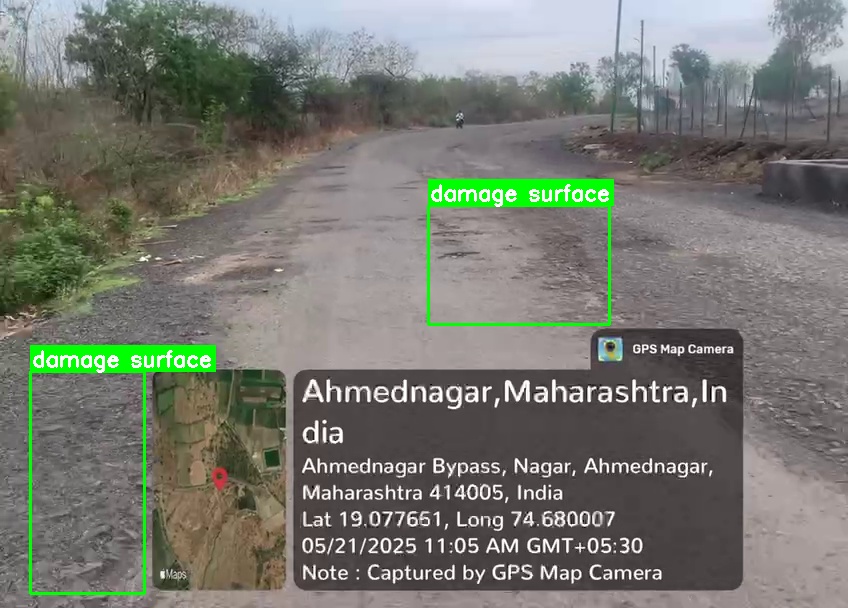 damage surface
damage surface
GPS Map Camera
Ahmednagar,Maharashtra,In
dia
Ahmednagar Bypass, Nagar, Ahmednagar,
Maharashtra 414005, India
Lat 19.077661, Long 74.680007
05/21/2025 11:05 AM GMT+05:30
Note : Captured by GPS Map Camera
Maps